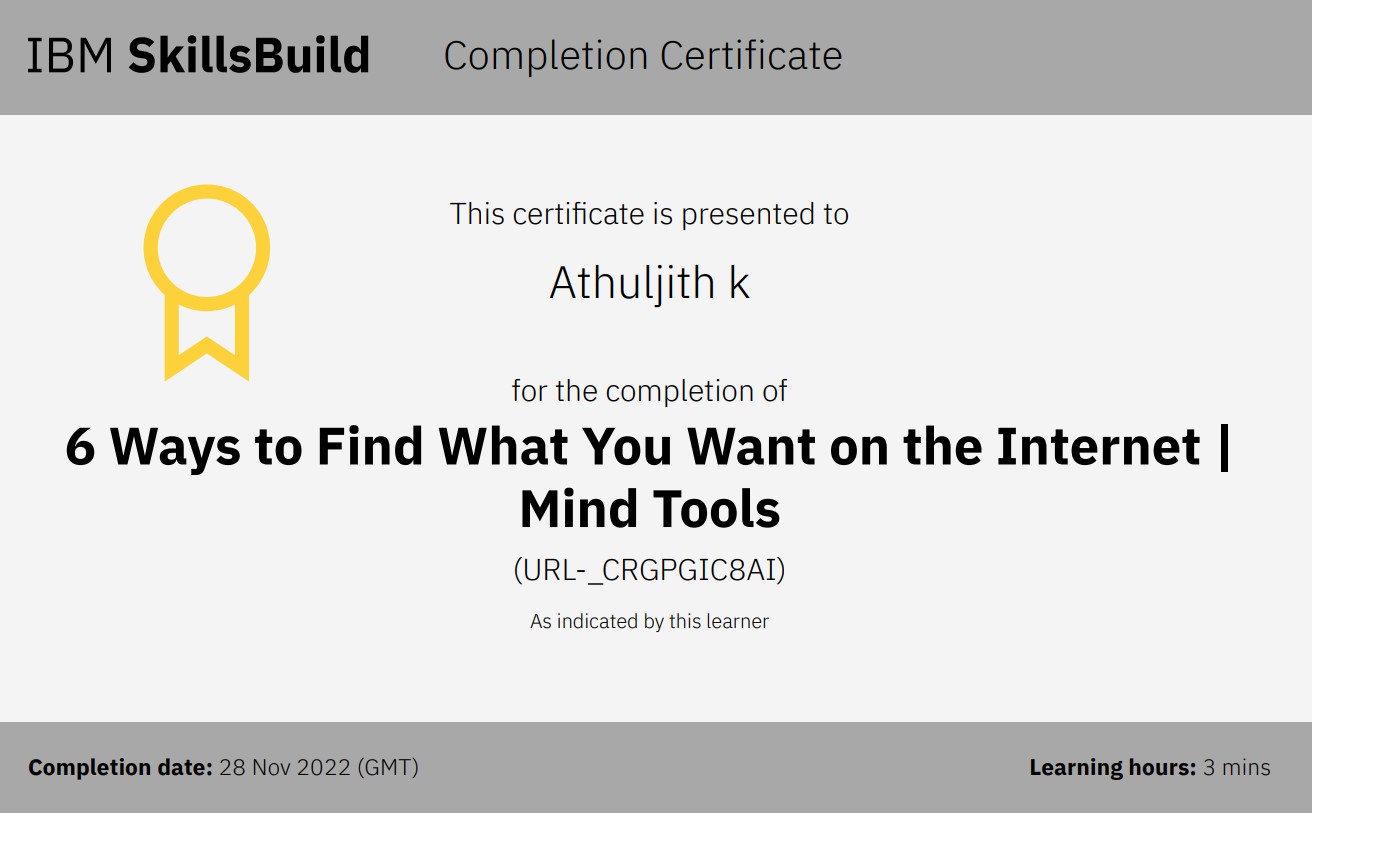 IBM SkillsBuild Completion Certificate
This certificate is presented to
Athuljith k
for the completion of
6 Ways to Find What You Want on the Internet |
Mind Tools
(URL-_CRGPGIC8AI)
As indicated by this learner
Completion date: 28 Nov 2022 (GMT) Learning hours: 3 mins